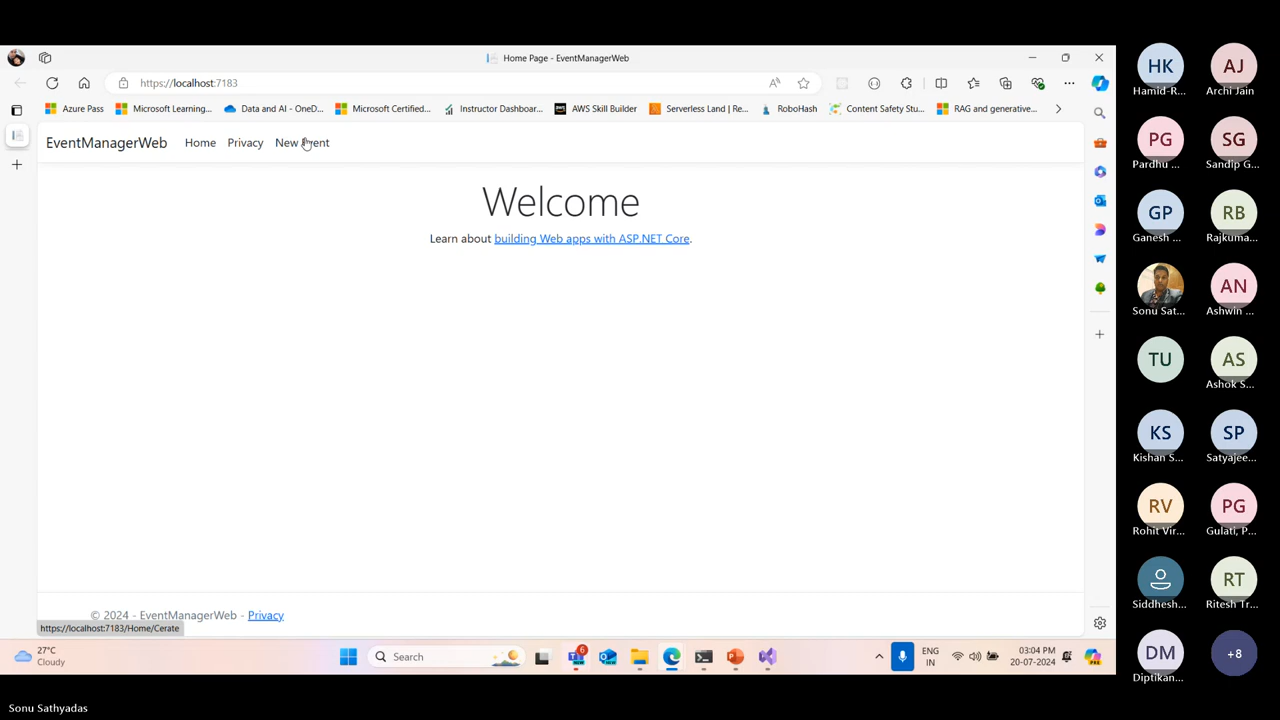 Home Page - EventManagerWeb
https://localhost:7183
Azure Pass
Microsoft Learning...
Data and AI - OneD...
Microsoft Certified...
Instructor Dashboar...
AWS Skill Builder
Serverless Land | Re...
RoboHash
Content Safety Stu...
RAG and generative...
EventManagerWeb
Home
Privacy
New Event
Welcome
Learn about building Web apps with ASP.NET Core.
© 2024 - EventManagerWeb - Privacy
https://localhost:7183/Home/Cerate
27°C
Cloudy
Search
6
NEW
NEW
ENG
IN
03:04 PM
20-07-2024
PRE
HK
Hamid-R...
AJ
Archi Jain
PG
Pardhu ...
SG
Sandip G...
GP
Ganesh ...
RB
Rajkuma...
Sonu Sat...
AN
Ashwin ...
TU
AS
Ashok S...
KS
Kishan S...
SP
Satyajee...
RV
Rohit Vir...
PG
Gulati, P...
Siddhesh...
RT
Ritesh Tr...
DM
Diptikan...
+8
Sonu Sathyadas